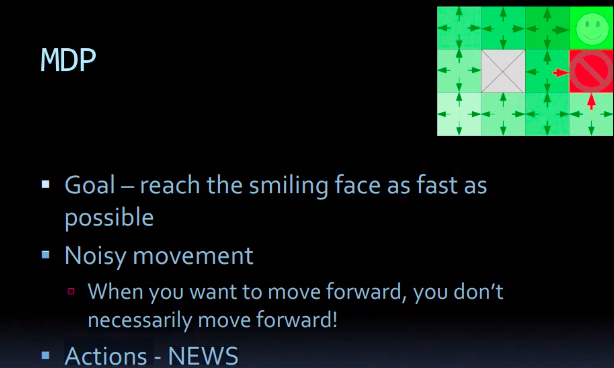 MDP
Goal – reach the smiling face as fast as
possible
Noisy movement
When you want to move forward, you don't
necessarily move forward!
Actions - NEWS